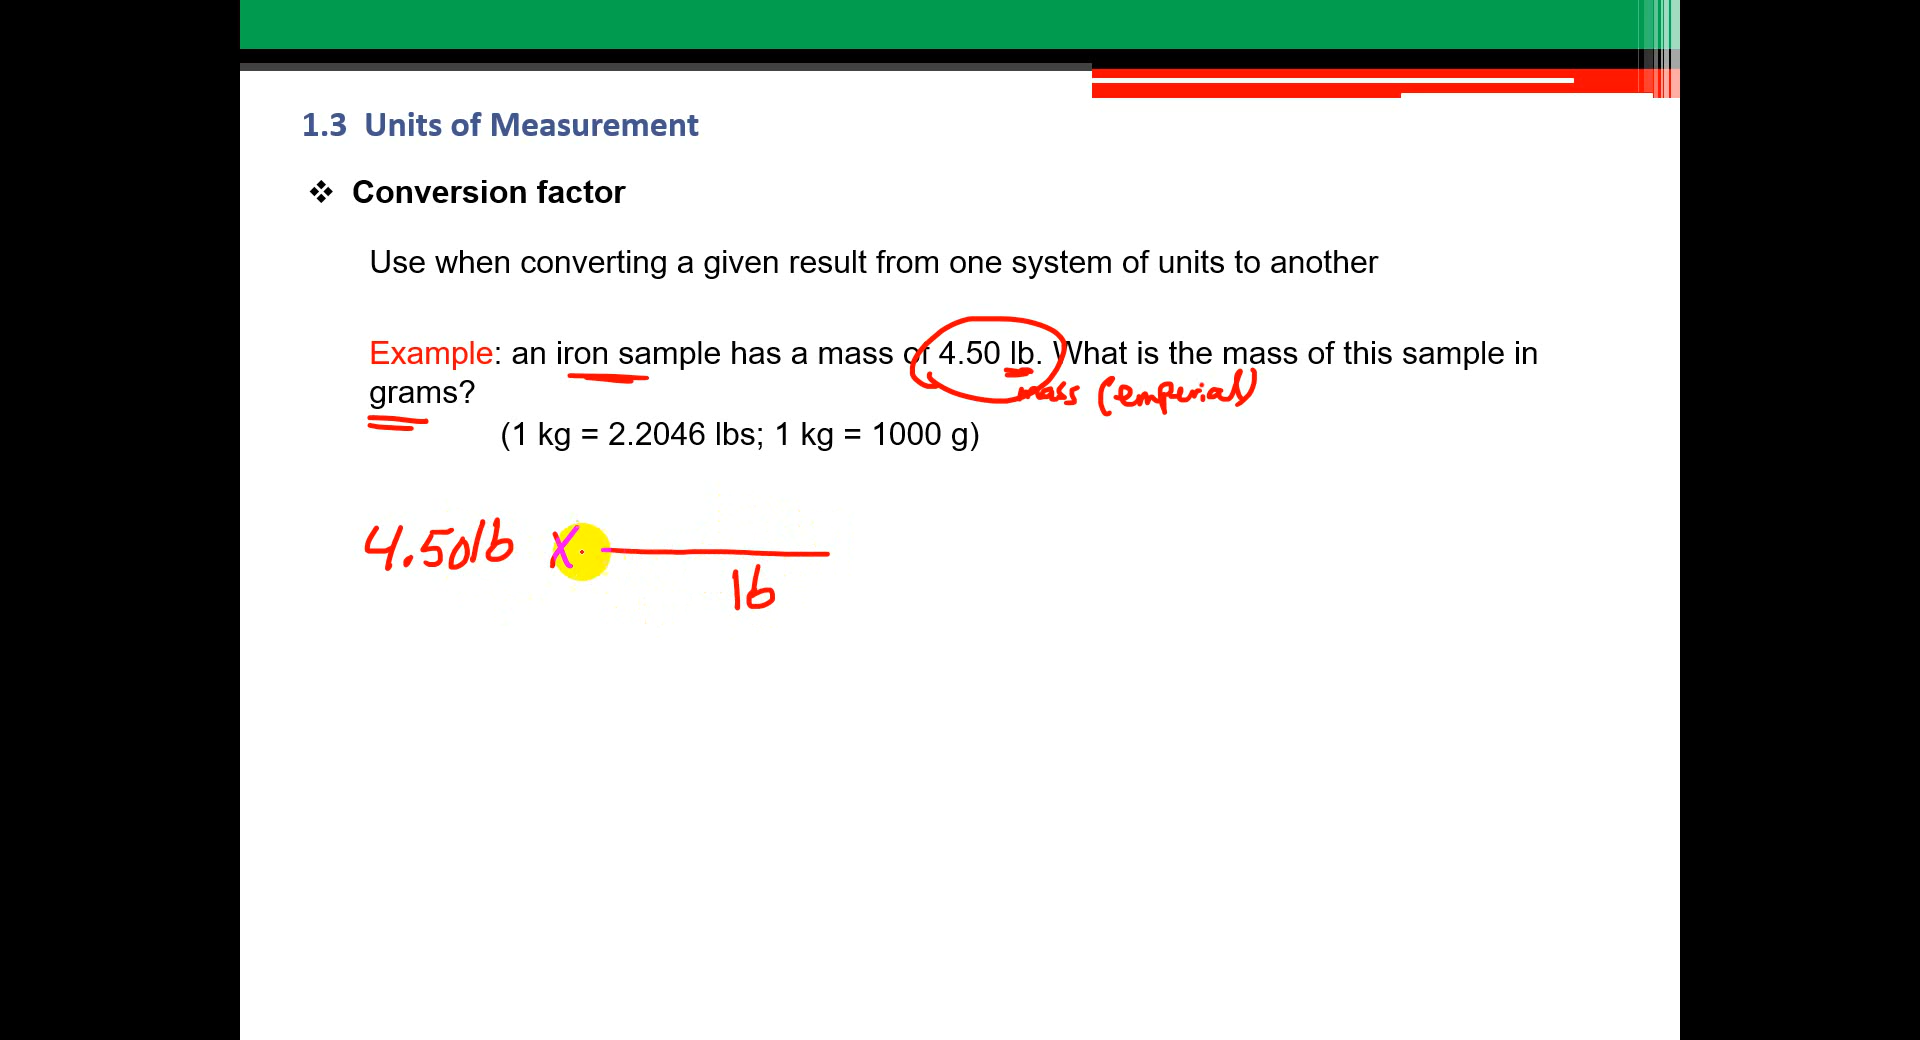 1.3 Units of Measurement
❖ Conversion factor
Use when converting a given result from one system of units to another
Example: an iron sample has a mass of 4.50 lb. What is the mass of this sample in
grams?
mass (emperial)
(1 kg = 2.2046 lbs; 1 kg = 1000 g)
4.50 lb X
lb